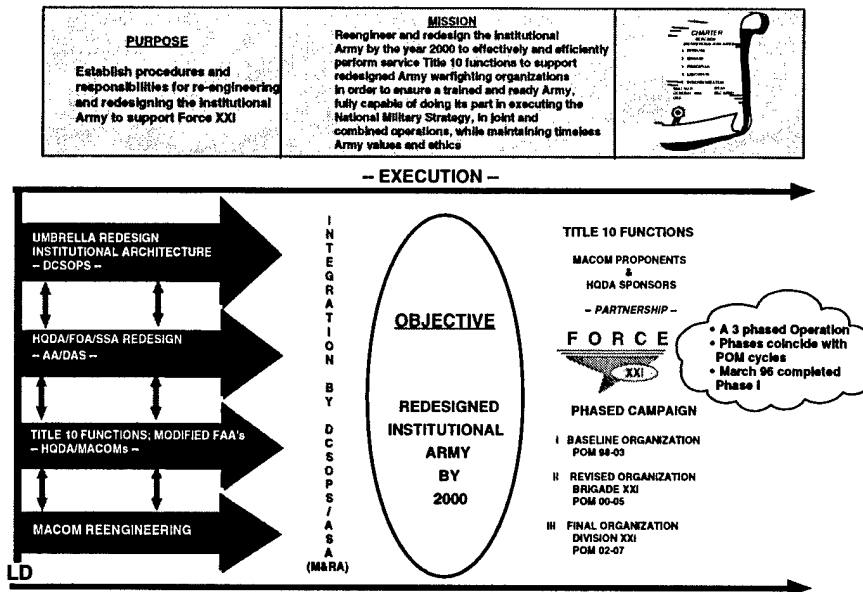 PURPOSE
Establish procedures and
responsibilities for re-engineering
and redesigning the institutional
Army to support Force XXI
MISSION
Reengineer and redesign the institutional
Army by the year 2000 to effectively and efficiently
perform service Title 10 functions to support
redesigned Army warfighting organizations
in order to ensure a trained and ready Army,
fully capable of doing its part in executing the
National Military Strategy, in joint and
combined operations, while maintaining timeless
Army values and ethics
CHARTER
-- EXECUTION --
UMBRELLA REDESIGN
INSTITUTIONAL ARCHITECTURE
-- DCSOPS --
HQDA/FOA/SSA REDESIGN
-- AA/DAS --
TITLE 10 FUNCTIONS; MODIFIED FAA's
-- HQDA/MACOMs --
MACOM REENGINEERING
LD
INTEGRATION BY DCSOPS/ASA
(M&RA)
OBJECTIVE
REDESIGNED
INSTITUTIONAL
ARMY
BY
2000
TITLE 10 FUNCTIONS
MACOM PROPONENTS
&
HQDA SPONSORS
-- PARTNERSHIP --
FORCE
XXI
PHASED CAMPAIGN
I BASELINE ORGANIZATION
POM 98-03
II REVISED ORGANIZATION
BRIGADE XXI
POM 00-05
III FINAL ORGANIZATION
DIVISION XXI
POM 02-07
• A 3 phased Operation
• Phases coincide with
POM cycles
• March 96 completed
Phase I